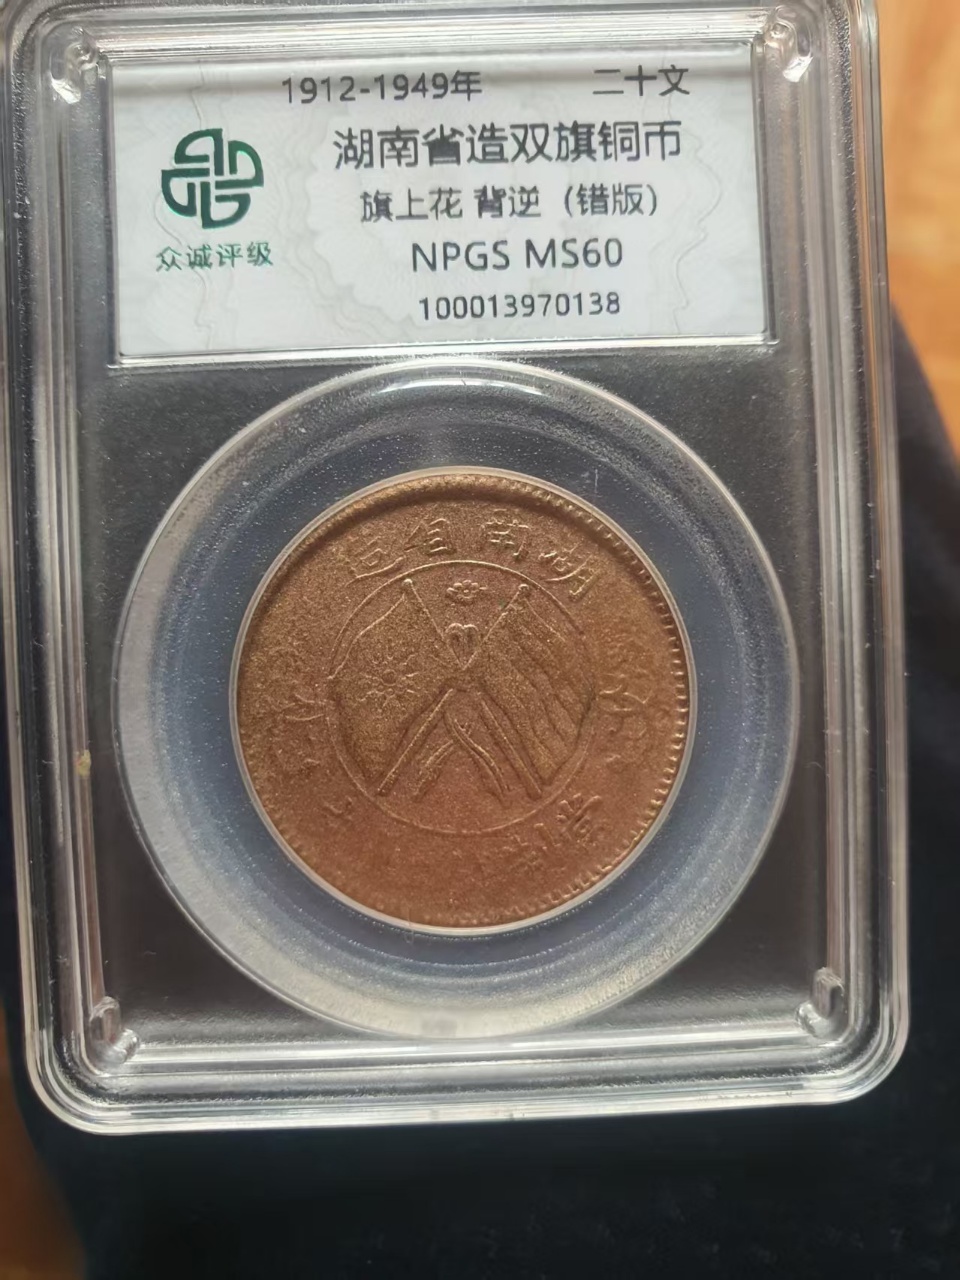 1912-1949年 二十文
湖南省造双旗铜币
旗上花 背逆（错版）
众诚评级
NPGS MS60
100013970138
造省南湖